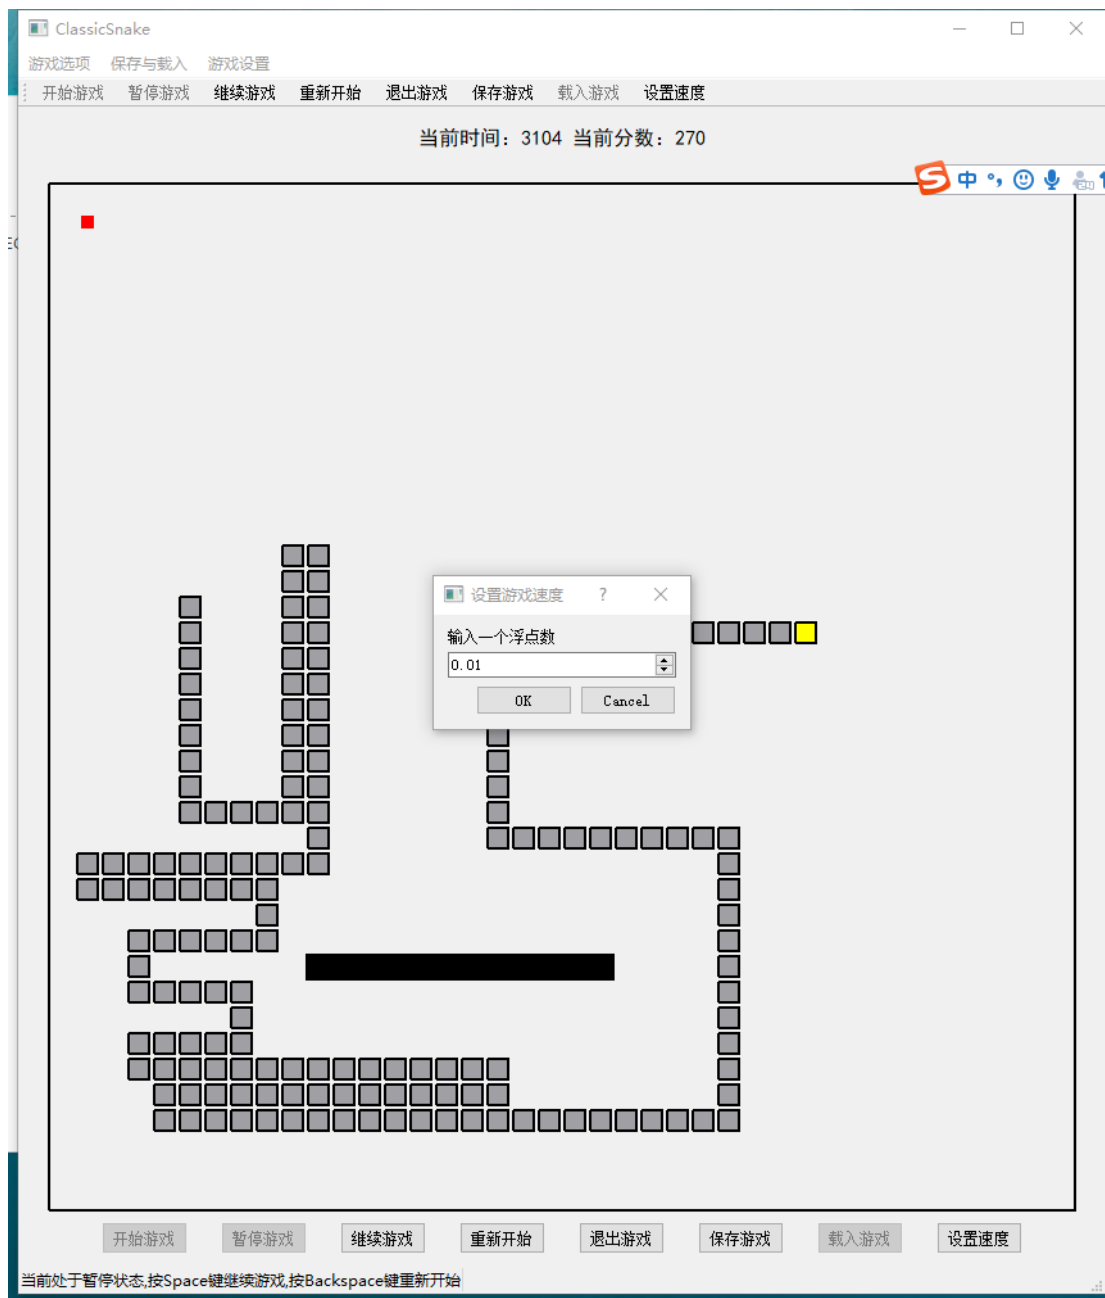 ClassicSnake
游戏选项 保存与载入 游戏设置
开始游戏 暂停游戏 继续游戏 重新开始 退出游戏 保存游戏 载入游戏 设置速度
当前时间: 3104 当前分数: 270
中
设置游戏速度 ?
输入一个浮点数
0.01
OK Cancel
开始游戏 暂停游戏 继续游戏 重新开始 退出游戏 保存游戏 载入游戏 设置速度
当前处于暂停状态,按Space键继续游戏,按Backspace键重新开始